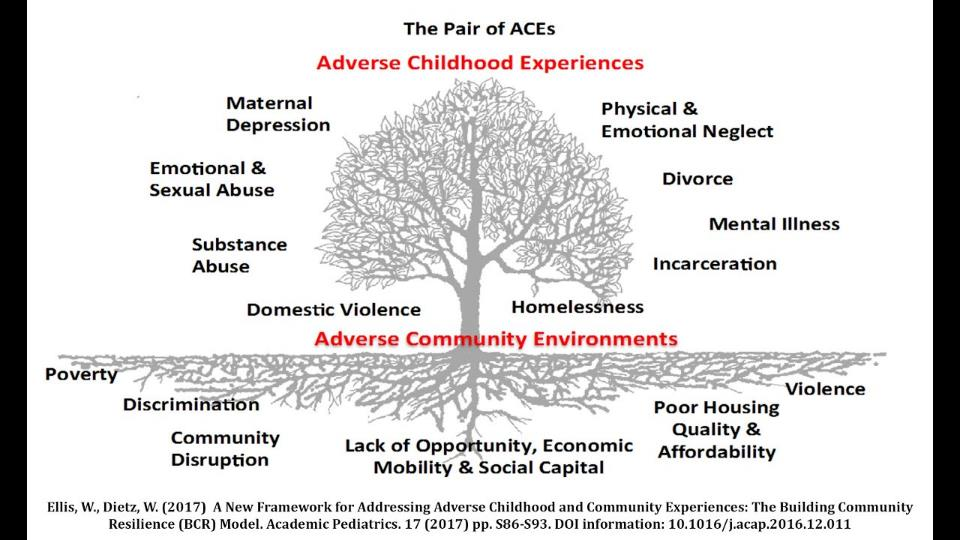 The Pair of ACEs
Adverse Childhood Experiences
Maternal
Depression
Physical &
Emotional Neglect
Emotional &
Sexual Abuse
Divorce
Mental Illness
Substance
Abuse
Incarceration
Domestic Violence
Homelessness
Adverse Community Environments
Poverty
Violence
Discrimination
Poor Housing
Quality &
Affordability
Community
Disruption
Lack of Opportunity, Economic
Mobility & Social Capital
Ellis, W., Dietz, W. (2017) A New Framework for Addressing Adverse Childhood and Community Experiences: The Building Community
Resilience (BCR) Model. Academic Pediatrics. 17 (2017) pp. S86-S93. DOI information: 10.1016/j.acap.2016.12.011